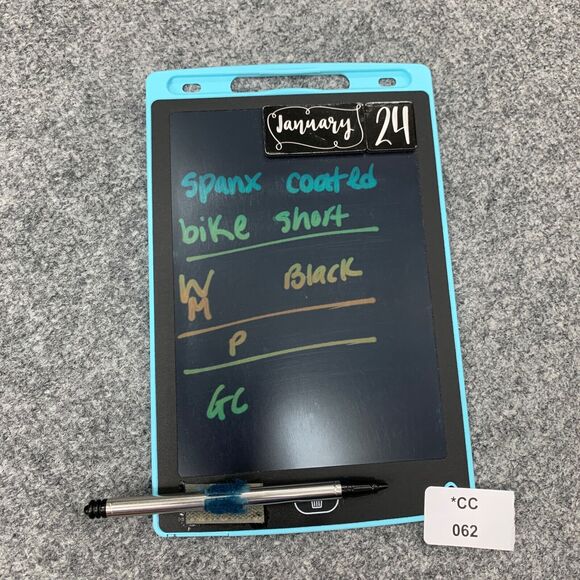 January 24
spanx coated
bike short
W Black
M
P
GC
*CC
062